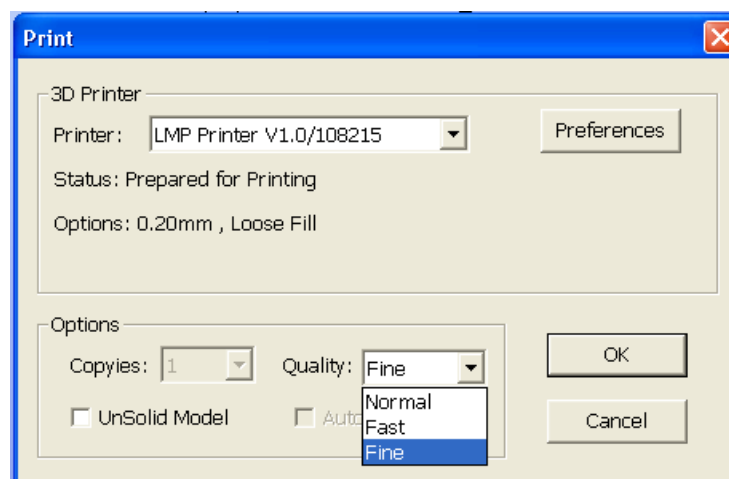 Print
3D Printer
Printer: LMP Printer V1.0/108215
Preferences
Status: Prepared for Printing
Options: 0.20mm , Loose Fill
Options
Copyies: 1
Quality: Fine
OK
Normal
Fast
Fine
UnSolid Model
Auto
Cancel